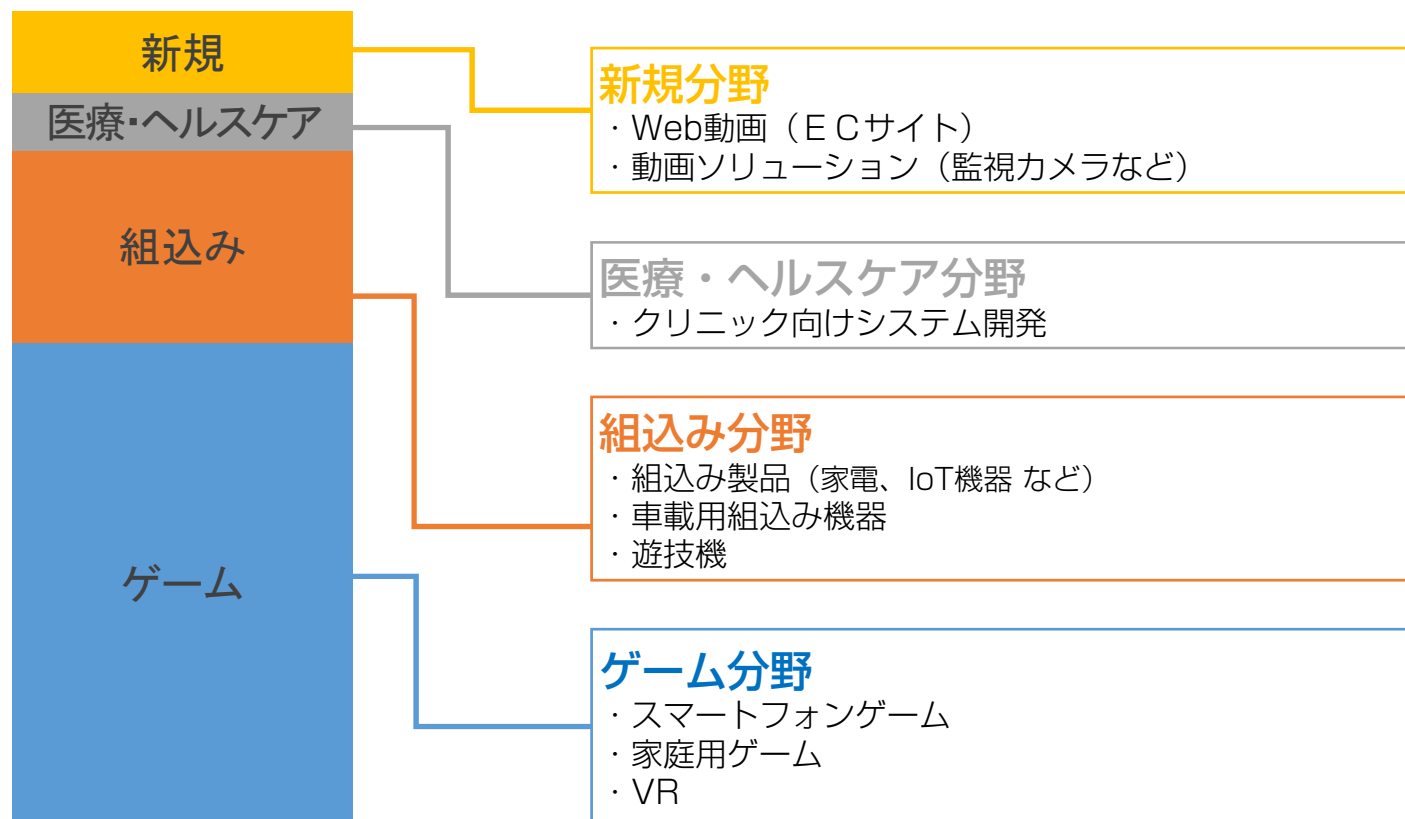 新規
医療・ヘルスケア
組込み
ゲーム
新規分野
・Web動画（ＥＣサイト）
・動画ソリューション（監視カメラなど）
医療・ヘルスケア分野
・クリニック向けシステム開発
組込み分野
・組込み製品（家電、IoT機器 など）
・車載用組込み機器
・遊技機
ゲーム分野
・スマートフォンゲーム
・家庭用ゲーム
・VR